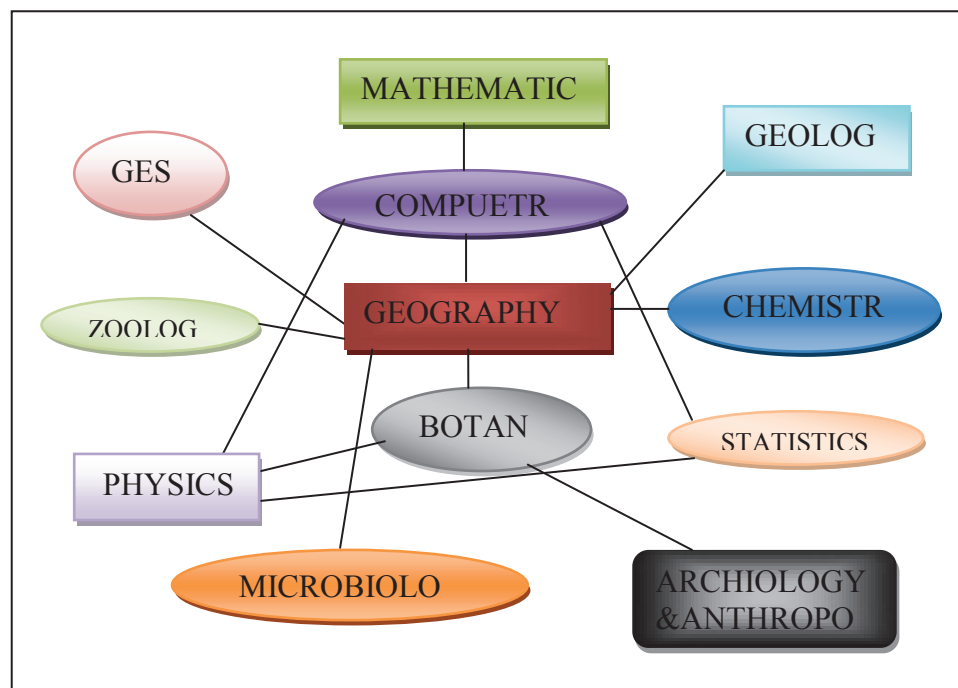 MATHEMATIC
GEOLOG
GES
COMPUETR
GEOGRAPHY
CHEMISTR
ZOOLOG
BOTAN
STATISTICS
PHYSICS
MICROBIOLO
ARCHIOLOGY
&ANTHROPO